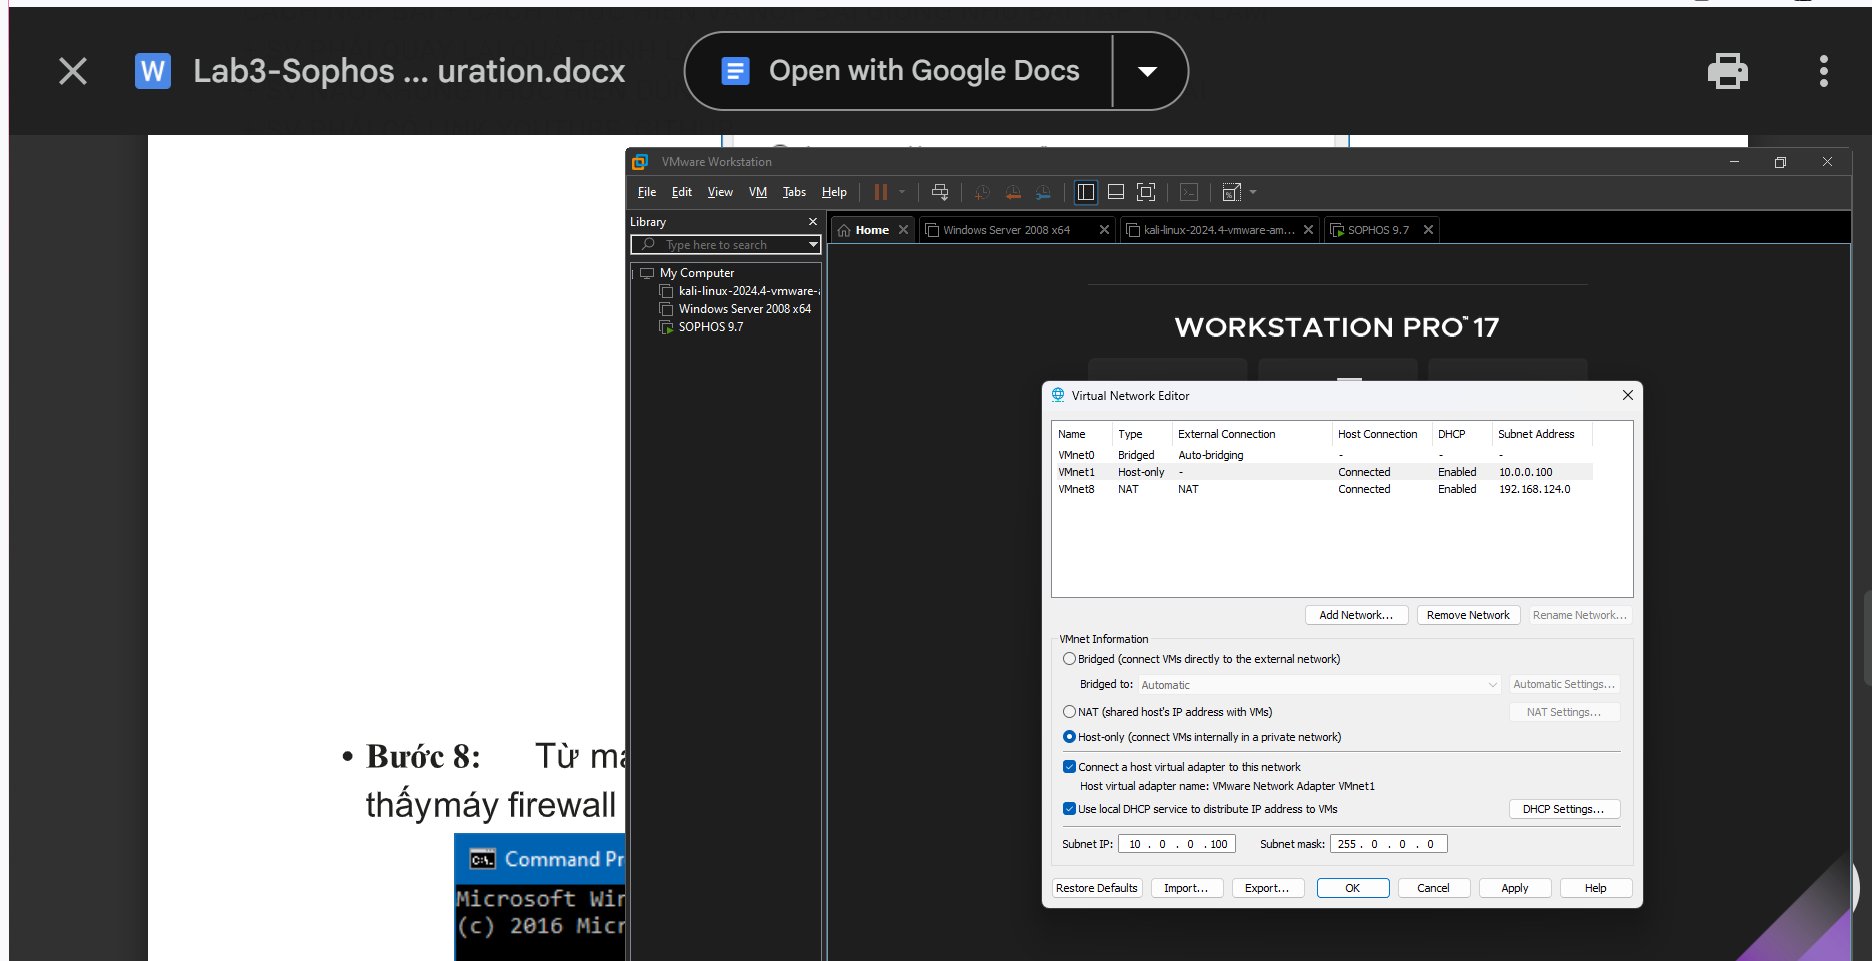 Lab3-Sophos ... uration.docx
Open with Google Docs
VMware Workstation
File Edit View VM Tabs Help
Library
Type here to search
My Computer
kali-linux-2024.4-vmware-a
Windows Server 2008 x64
SOPHOS 9.7
Home
Windows Server 2008 x64
kali-linux-2024.4-vmware-am...
SOPHOS 9.7
WORKSTATION PRO™ 17
Virtual Network Editor
Name Type External Connection Host Connection DHCP Subnet Address
VMnet0 Bridged Auto-bridging - - -
VMnet1 Host-only - Connected Enabled 10.0.0.100
VMnet8 NAT NAT Connected Enabled 192.168.124.0
Add Network... Remove Network Rename Network...
VMnet Information
Bridged (connect VMs directly to the external network)
Bridged to: Automatic Automatic Settings...
NAT (shared host's IP address with VMs) NAT Settings...
Host-only (connect VMs internally in a private network)
Connect a host virtual adapter to this network
Host virtual adapter name: VMware Network Adapter VMnet1
Use local DHCP service to distribute IP address to VMs DHCP Settings...
Subnet IP: 10 . 0 . 0 . 100 Subnet mask: 255 . 0 . 0 . 0
Restore Defaults Import... Export... OK Cancel Apply Help
• Bước 8: Từ má
thấymáy firewall
Command Pr
Microsoft Wir
(c) 2016 Micr